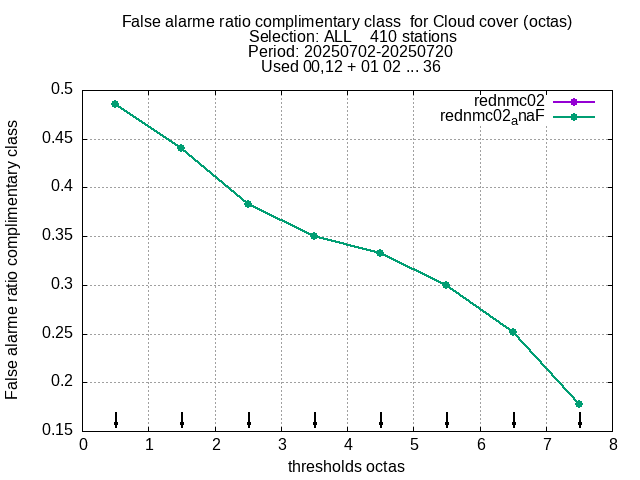 False alarme ratio complimentary class  for Cloud cover (octas)
Selection: ALL    410 stations
Period: 20250702-20250720
Used 00,12 + 01 02 ... 36
rednmc02
rednmc02anaF
False alarme ratio complimentary class
0.5
0.45
0.4
0.35
0.3
0.25
0.2
0.15
0 1 2 3 4 5 6 7 8
thresholds octas